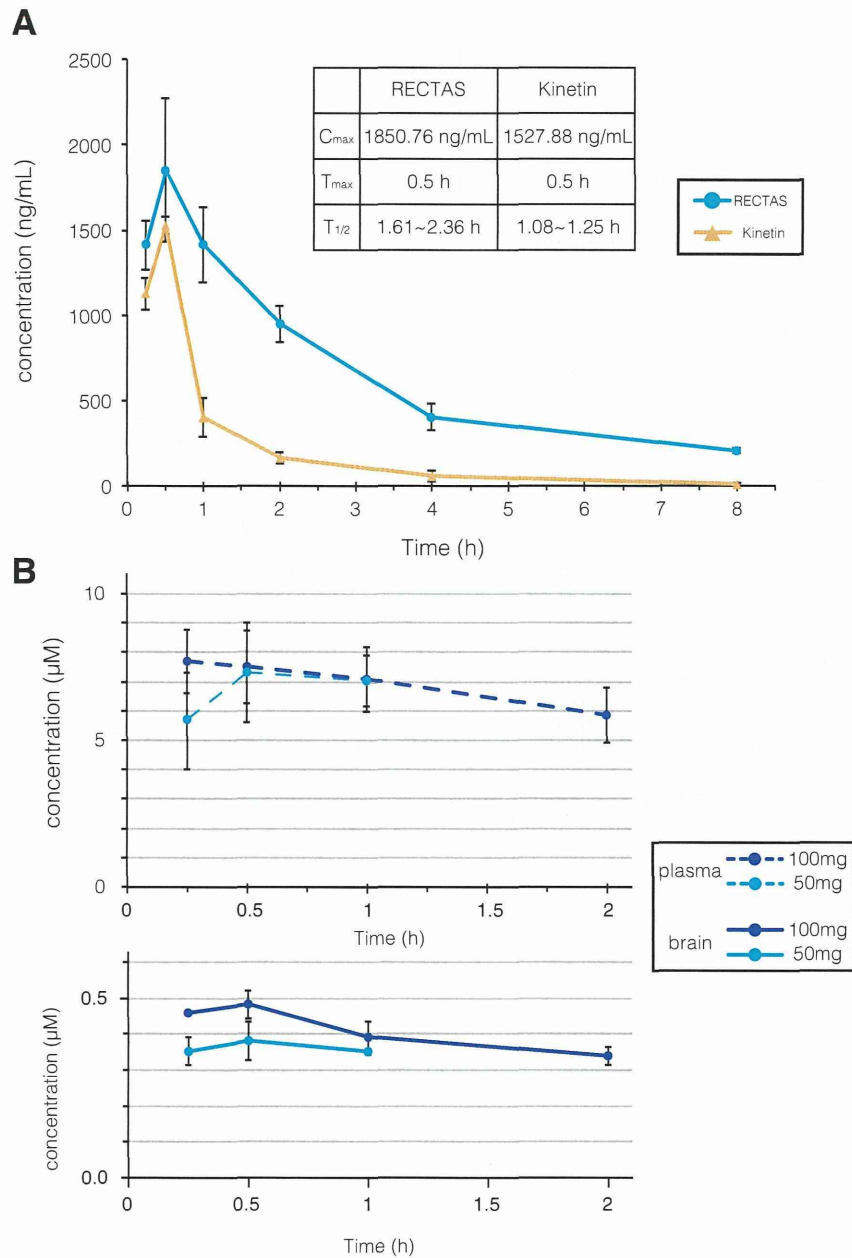 A
2500
2000
1500
1000
500
0
concentration (ng/mL)
0 1 2 3 4 5 6 7 8
Time (h)
RECTAS Kinetin
Cmax 1850.76 ng/mL 1527.88 ng/mL
Tmax 0.5 h 0.5 h
T1/2 1.61~2.36 h 1.08~1.25 h
RECTAS
Kinetin
B
10
5
0
concentration (μM)
0 0.5 1 1.5 2
Time (h)
plasma 100mg
50mg
brain 100mg
50mg
0.5
0.0
concentration (μM)
0 0.5 1 1.5 2
Time (h)